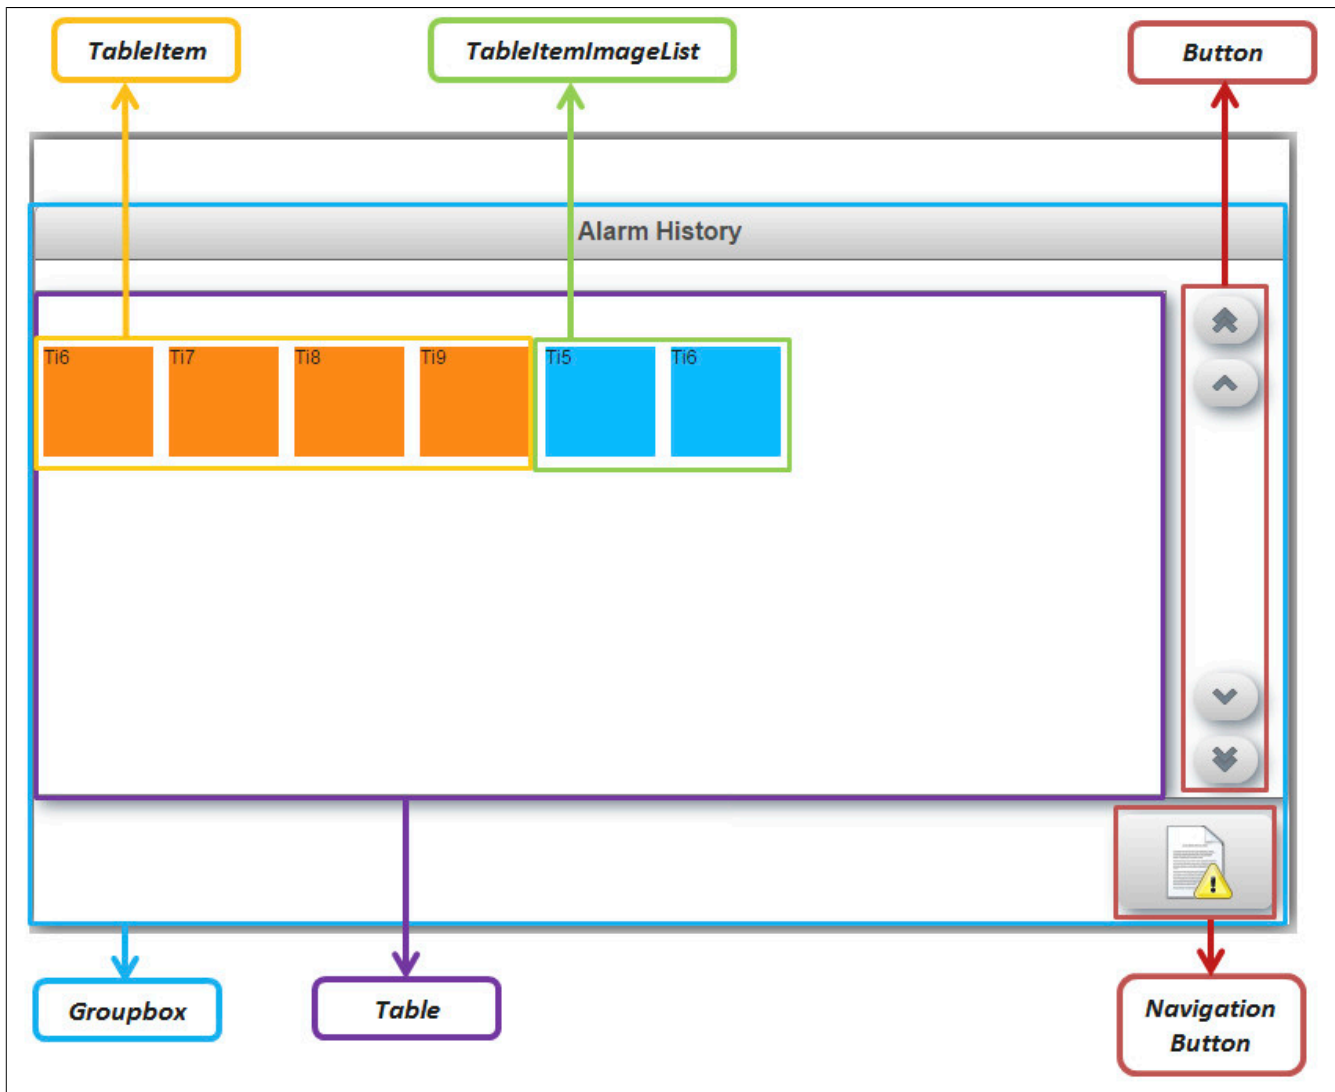 TableItem
TableItemImageList
Button
Alarm History
Ti6
Ti7
Ti8
Ti9
Ti5
Ti6
Groupbox
Table
Navigation
Button